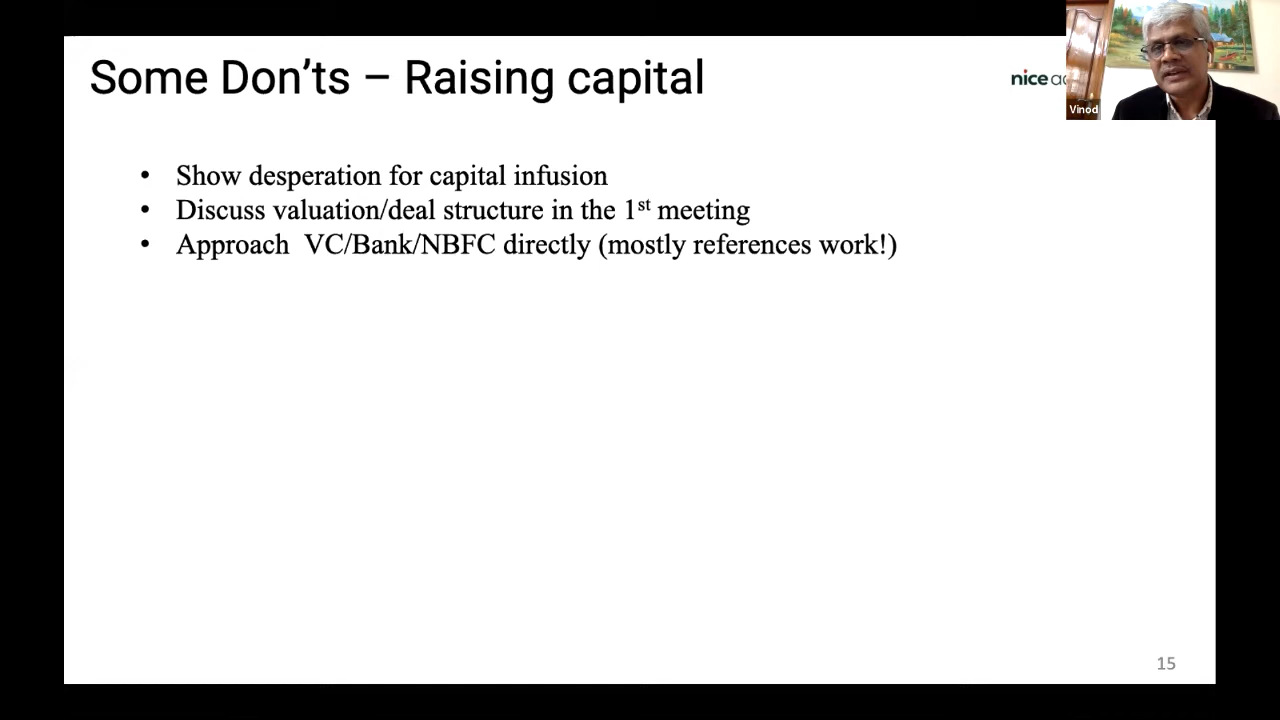 Some Don'ts – Raising capital
nice
Vinod
• Show desperation for capital infusion
• Discuss valuation/deal structure in the 1st meeting
• Approach VC/Bank/NBFC directly (mostly references work!)
15